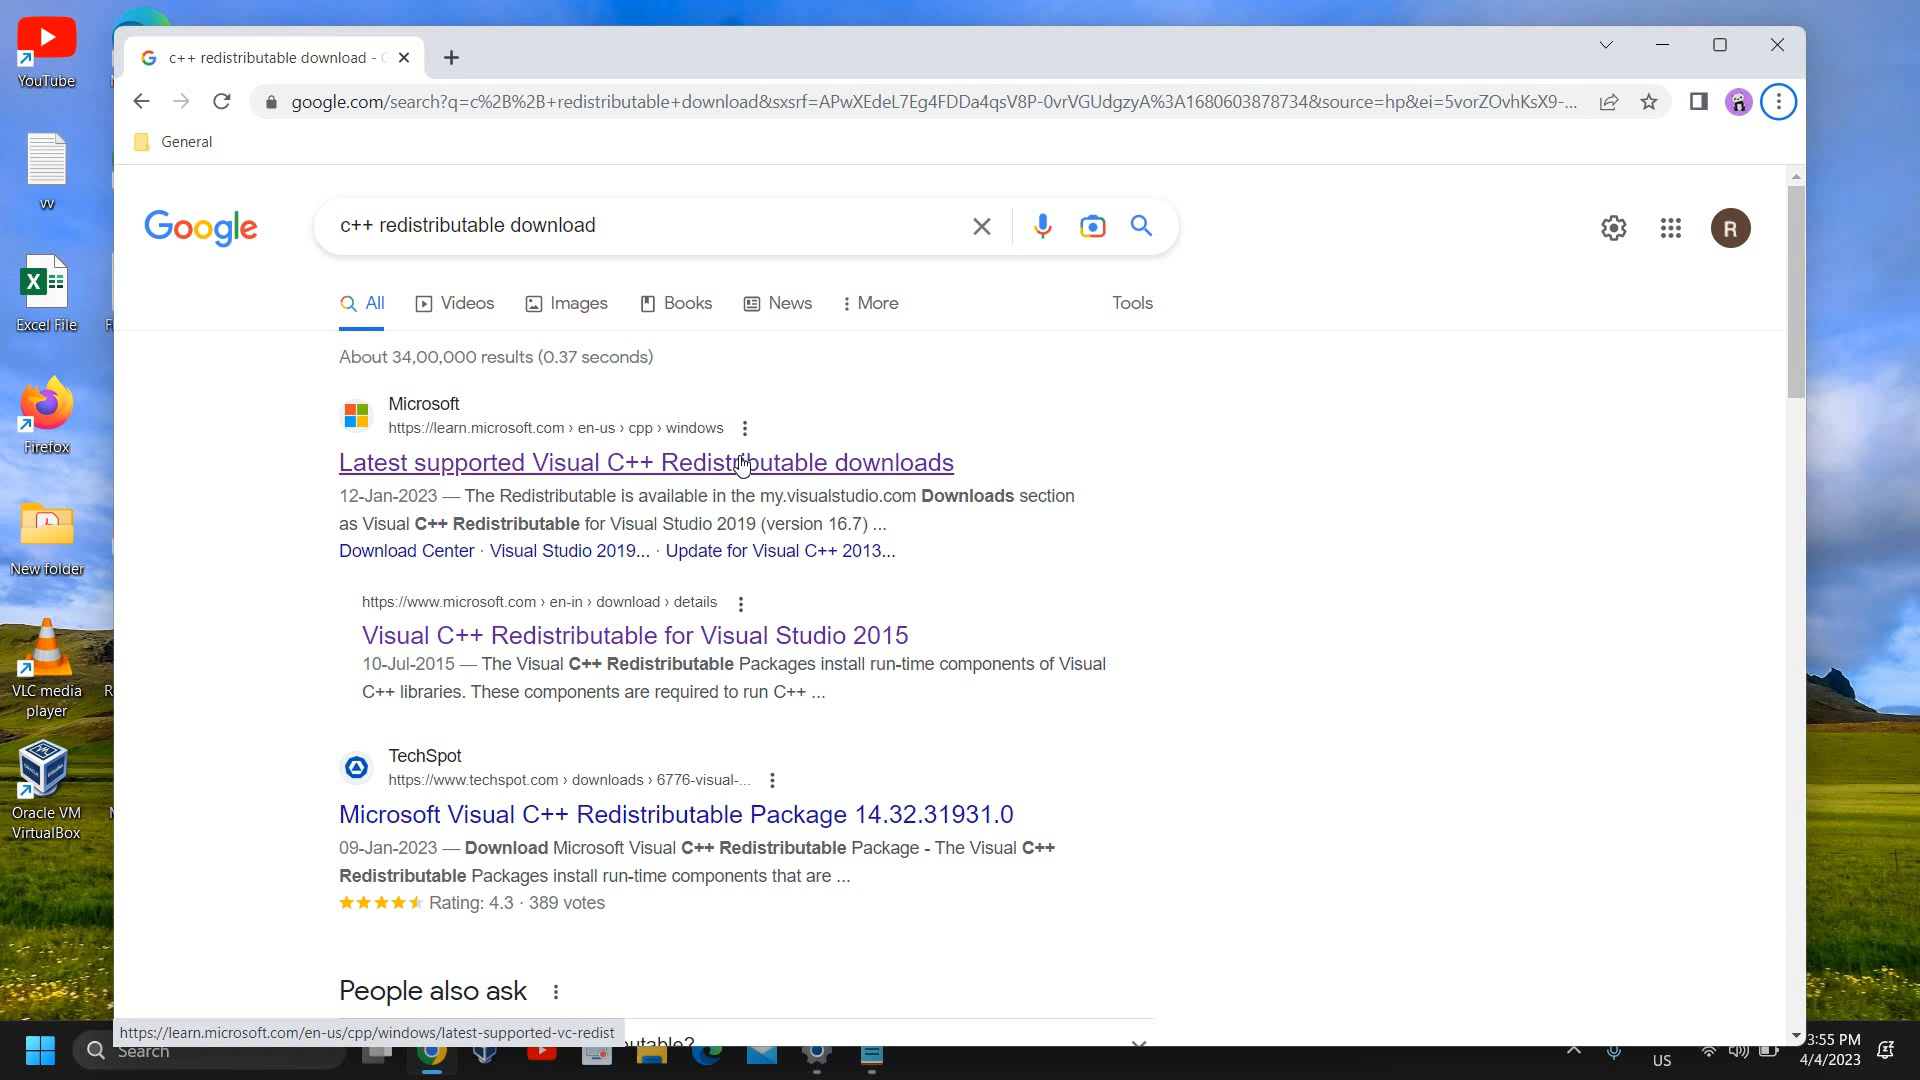 YouTube
vv
Excel File
Firefox
New folder
VLC media
player
Oracle VM
VirtualBox
c++ redistributable download -
google.com/search?q=c%2B%2B+redistributable+download&sxsrf=APwXEdeL7Eg4FDDa4qsV8P-0vrVGUdgzyA%3A1680603878734&source=hp&ei=5vorZOvhKsX9-...
General
Google
c++ redistributable download
R
All
Videos
Images
Books
News
More
Tools
About 34,00,000 results (0.37 seconds)
Microsoft
https://learn.microsoft.com › en-us › cpp › windows
Latest supported Visual C++ Redistributable downloads
12-Jan-2023 — The Redistributable is available in the my.visualstudio.com Downloads section
as Visual C++ Redistributable for Visual Studio 2019 (version 16.7) ...
Download Center · Visual Studio 2019... · Update for Visual C++ 2013...
https://www.microsoft.com › en-in › download › details
Visual C++ Redistributable for Visual Studio 2015
10-Jul-2015 — The Visual C++ Redistributable Packages install run-time components of Visual
C++ libraries. These components are required to run C++ ...
TechSpot
https://www.techspot.com › downloads › 6776-visual-...
Microsoft Visual C++ Redistributable Package 14.32.31931.0
09-Jan-2023 — Download Microsoft Visual C++ Redistributable Package - The Visual C++
Redistributable Packages install run-time components that are ...
Rating: 4.3 · 389 votes
People also ask
https://learn.microsoft.com/en-us/cpp/windows/latest-supported-vc-redist
Search
US
3:55 PM
4/4/2023